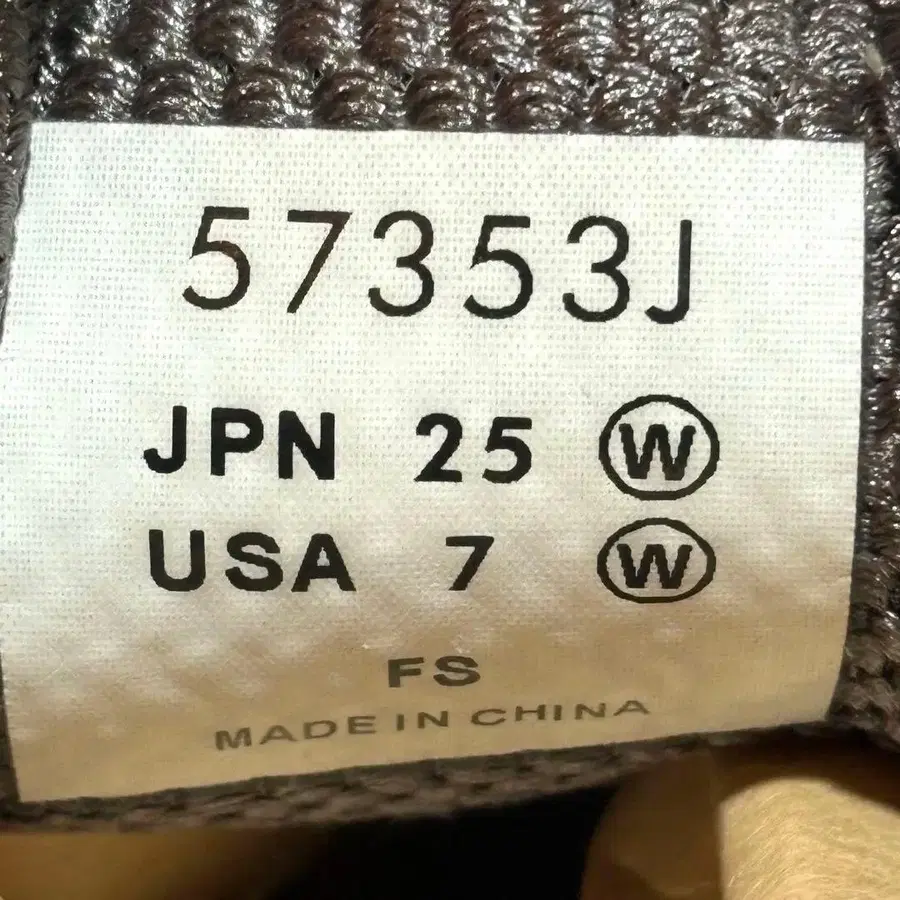 57353J
JPN 25 Ⓦ
USA 7 Ⓦ
FS
MADE IN CHINA